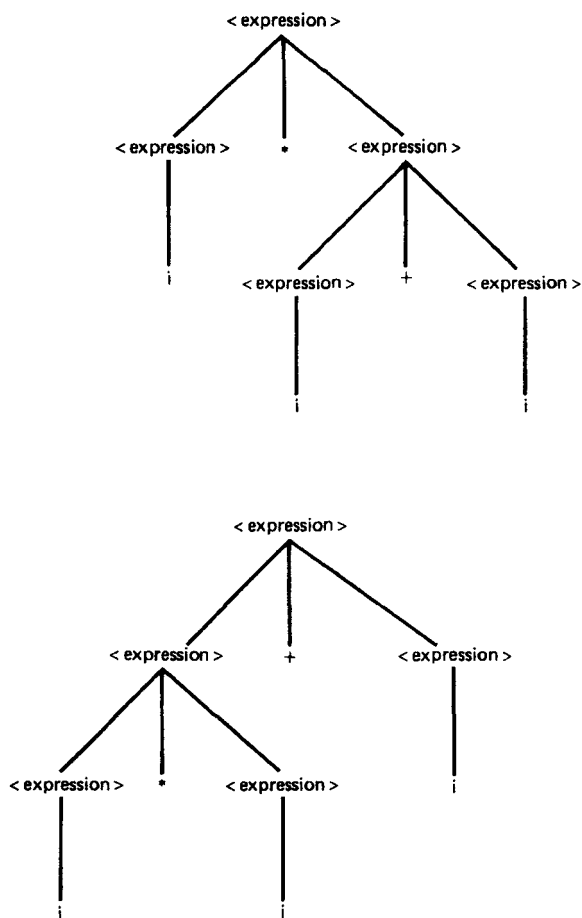 < expression >
< expression > * < expression >
i < expression > + < expression >
i i
< expression >
< expression > + < expression >
< expression > * < expression > i
i i